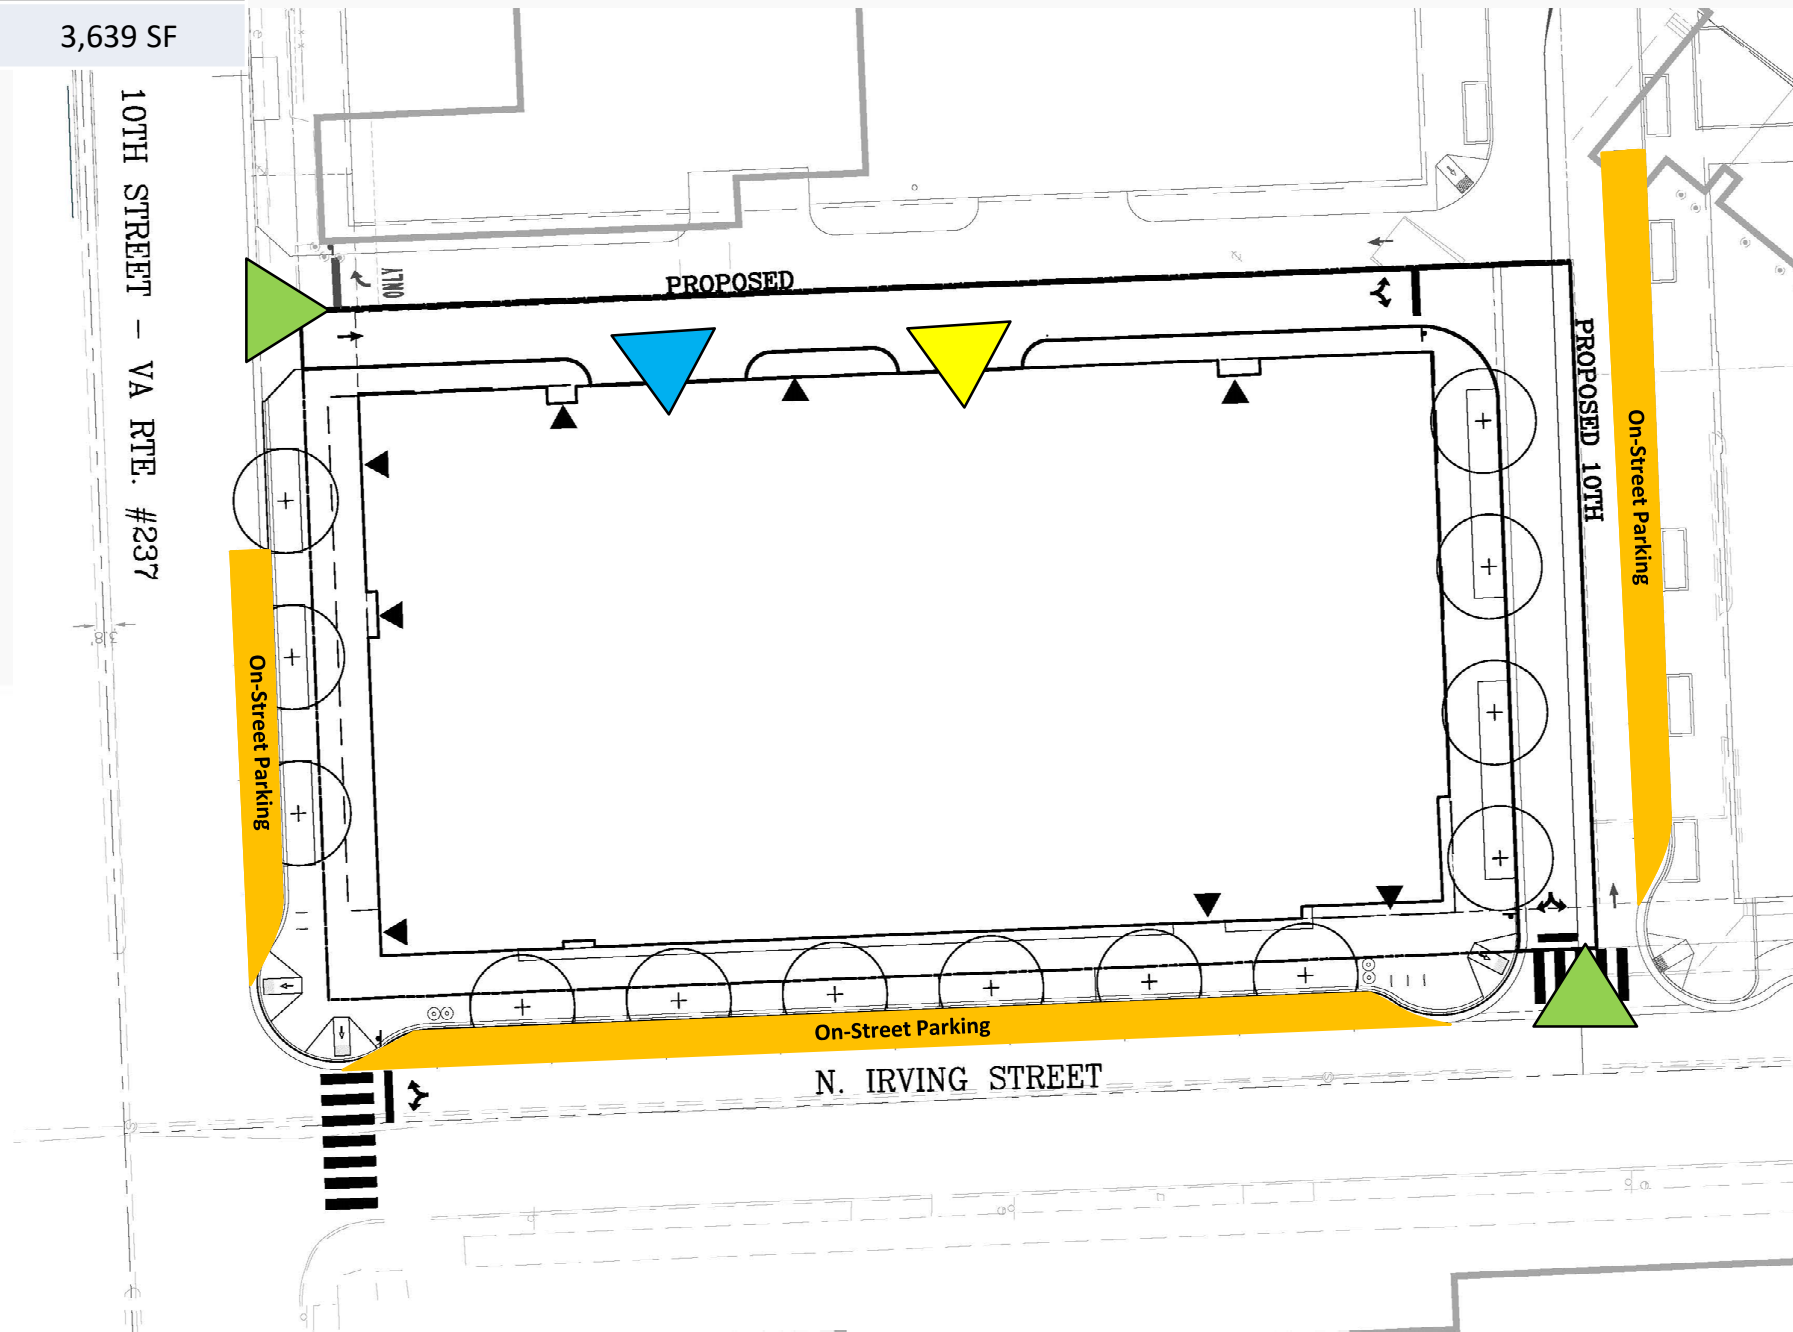 3,639 SF
10TH STREET - VA RTE. #237
ONLY
PROPOSED
PROPOSED 10TH
On-Street Parking
On-Street Parking
On-Street Parking
N. IRVING STREET